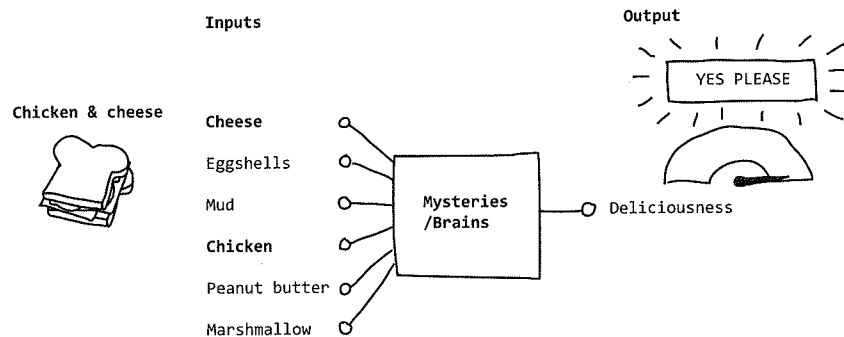 Inputs
Output
YES PLEASE
Chicken & cheese
Cheese
Eggshells
Mud
Chicken
Peanut butter
Marshmallow
Mysteries
/Brains
Deliciousness